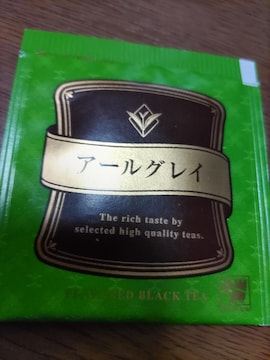 アールグレイ
The rich taste by
selected high quality teas.
BLACK TEA